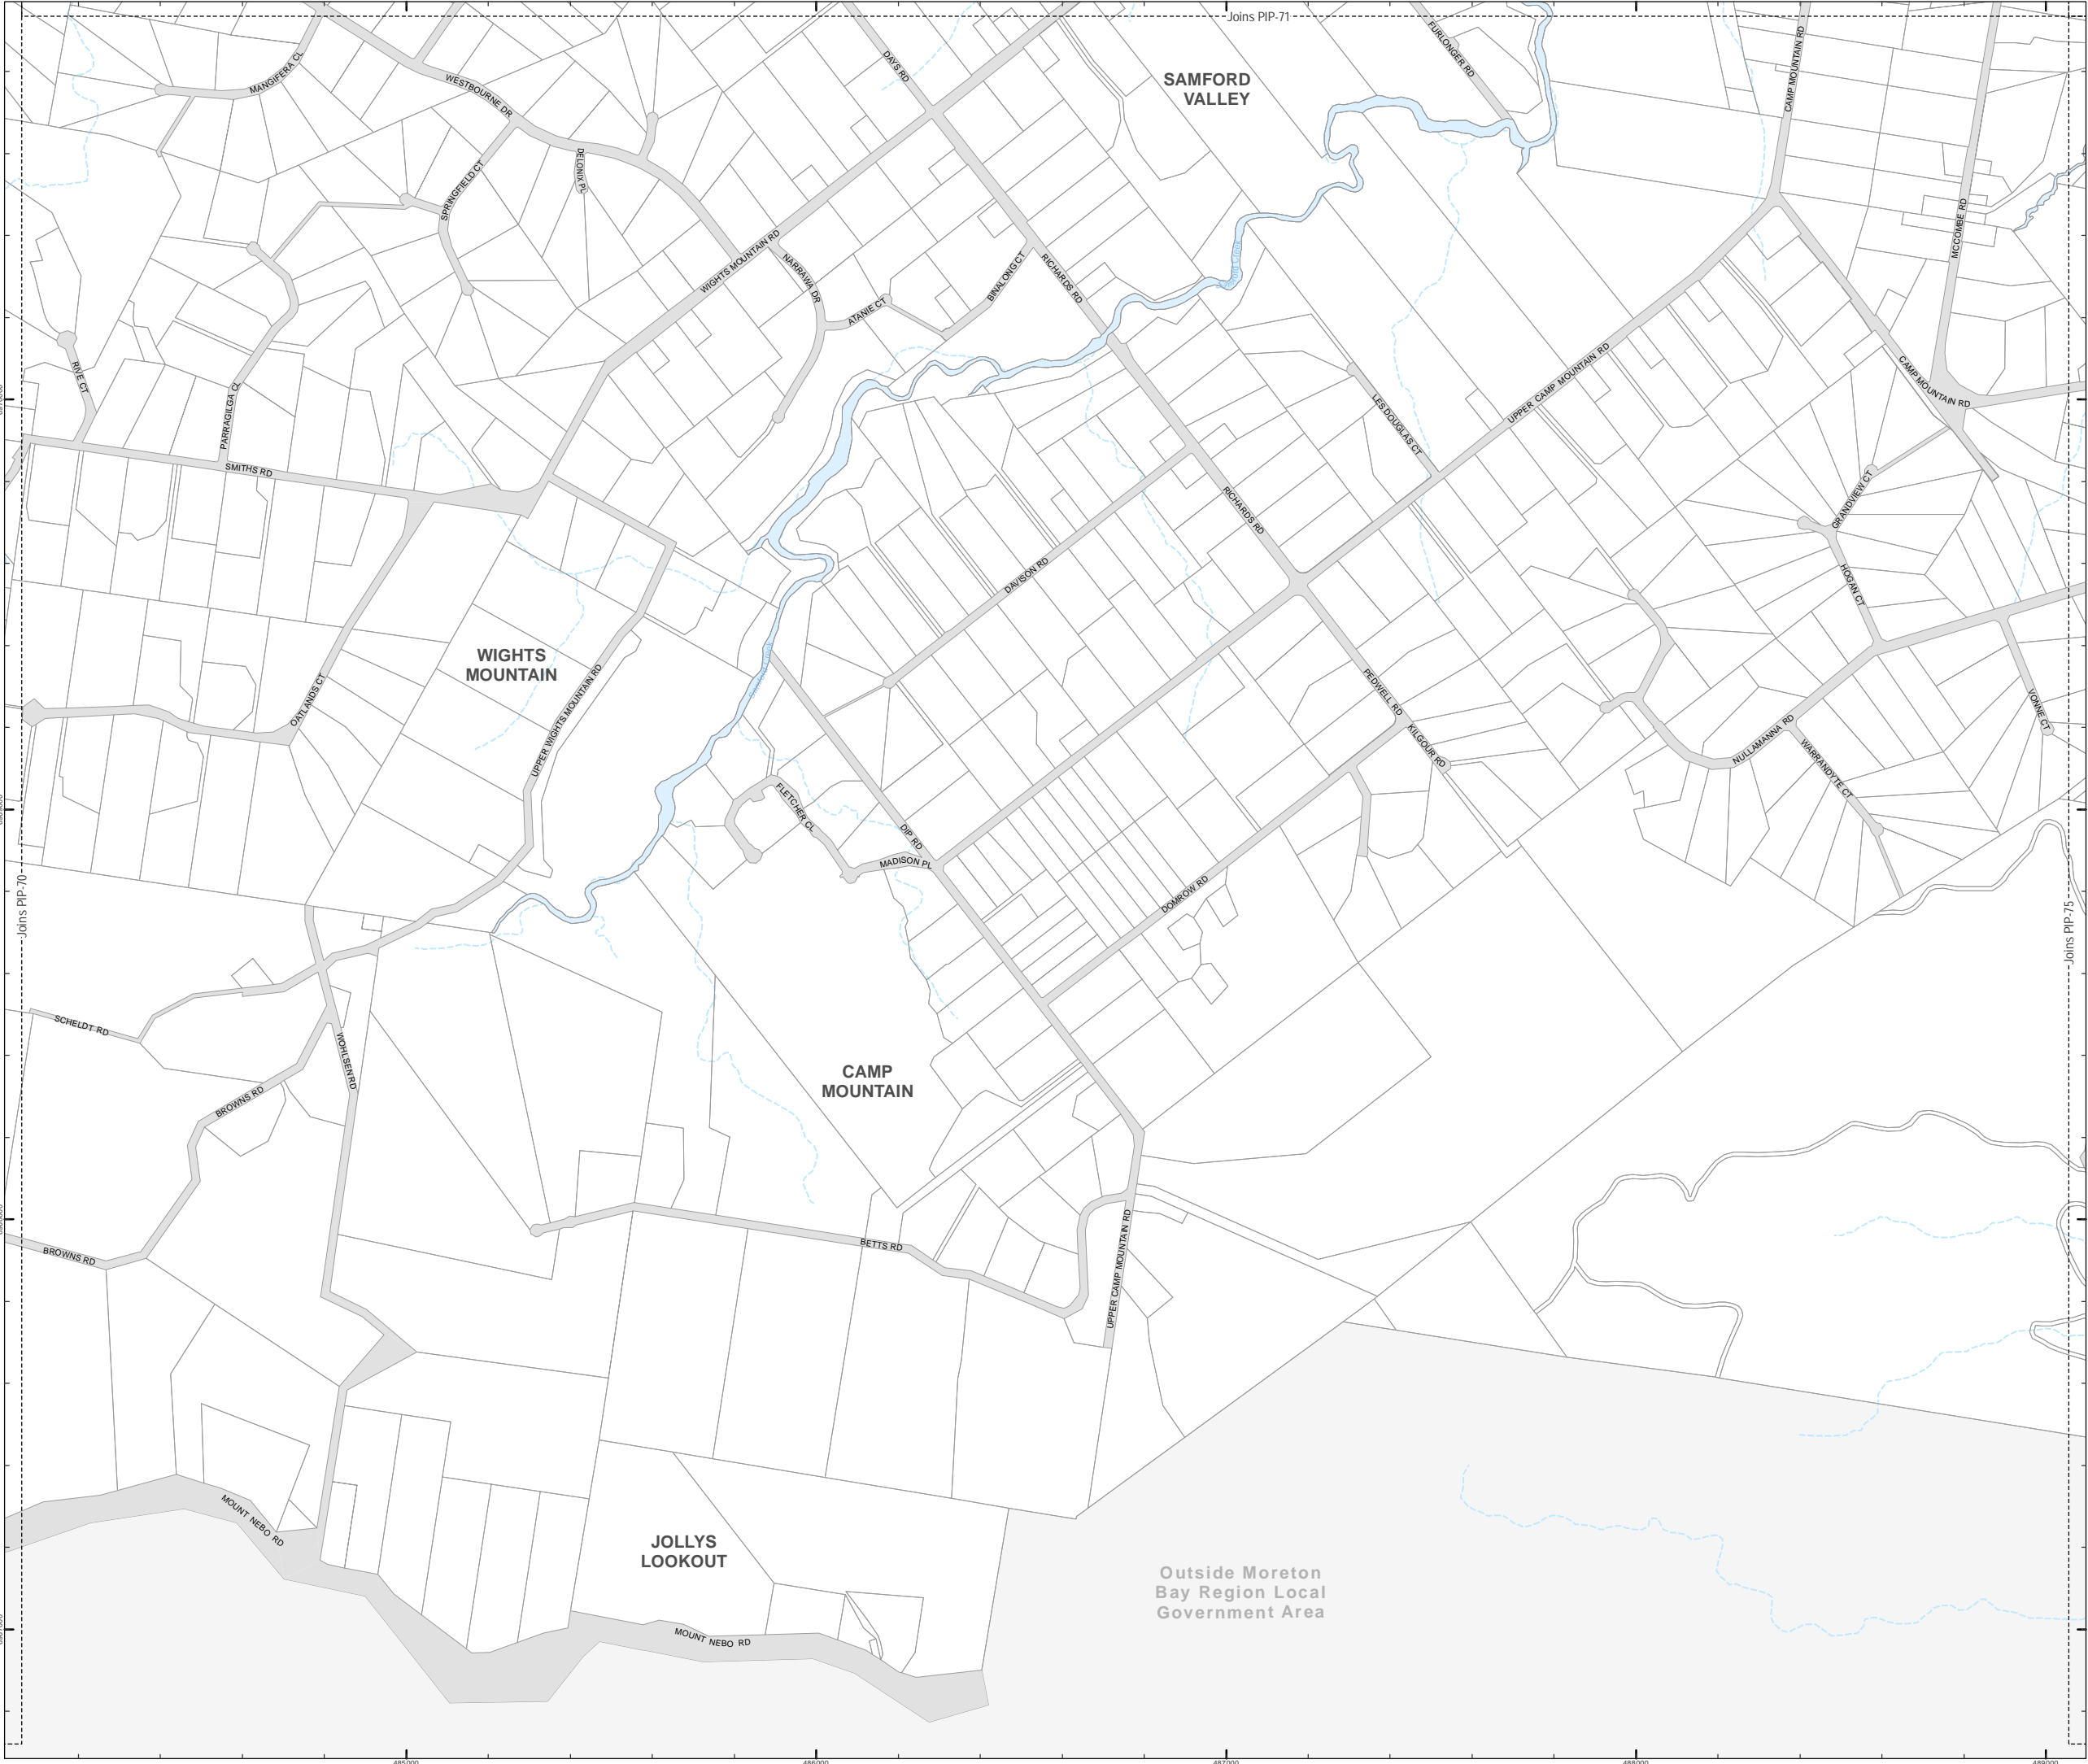 Joins PIP-71
FURLONGER RD
CAMP MOUNTAIN RD
DAYS RD
MANGIFERA CL
WESTBOURNE DR
SAMFORD
VALLEY
DELONIX PL
SPRINGFIELD CT
MCCOMBE RD
WIGHTS MOUNTAIN RD
NARRAWA DR
BINALONG CT
RICHARDS RD
ATANIE CT
RIVE CT
PARRAGILGA CL
LES DOUGLAS CT
UPPER CAMP MOUNTAIN RD
CAMP MOUNTAIN RD
SMITHS RD
RICHARDS RD
GRANDVIEW CT
DAVISON RD
HOGAN CT
WIGHTS
MOUNTAIN
OATLANDS CT
UPPER WIGHTS MOUNTAIN RD
PEDWELL RD
KILGOUR RD
NULLAMANNA RD
VONNE CT
WARRANDYTE CT
FLETCHER CL
DIP RD
MADISON PL
DOMROW RD
Joins PIP-70
Joins PIP-75
SCHELDT RD
WOHLSEN RD
BROWNS RD
CAMP
MOUNTAIN
BROWNS RD
BETTS RD
UPPER CAMP MOUNTAIN RD
MOUNT NEBO RD
JOLLYS
LOOKOUT
Outside Moreton
Bay Region Local
Government Area
MOUNT NEBO RD
485000
486000
487000
488000
489000